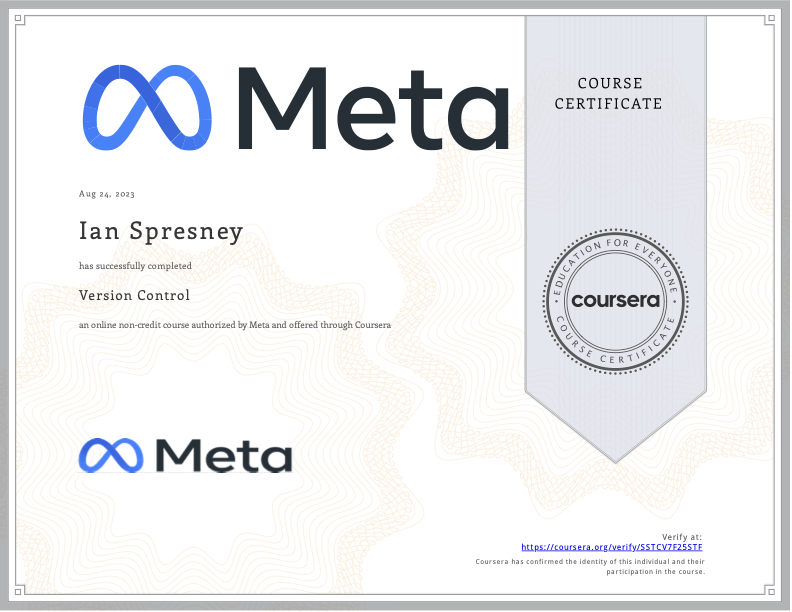 Meta
COURSE
CERTIFICATE
Aug 24, 2023
Ian Spresney
has successfully completed
Version Control
an online non-credit course authorized by Meta and offered through Coursera
EDUCATION FOR EVERYONE
coursera
COURSE CERTIFICATE
Meta
Verify at:
https://coursera.org/verify/SSTCV7F25STF
Coursera has confirmed the identity of this individual and their
participation in the course.